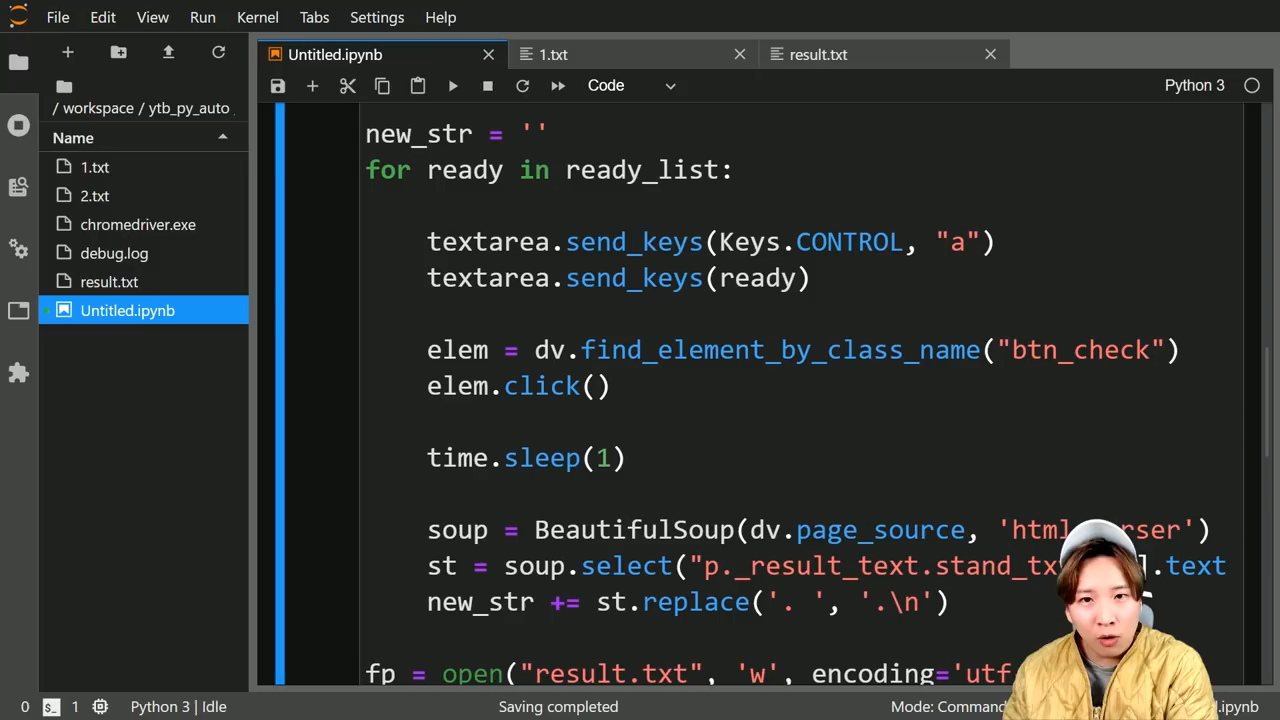 File Edit View Run Kernel Tabs Settings Help
Untitled.ipynb
1.txt
result.txt
/ workspace / ytb_py_auto
Code
Python 3
Name
1.txt
2.txt
chromedriver.exe
debug.log
result.txt
Untitled.ipynb
new_str = ''
for ready in ready_list:
textarea.send_keys(Keys.CONTROL, "a")
textarea.send_keys(ready)
elem = dv.find_element_by_class_name("btn_check")
elem.click()
time.sleep(1)
soup = BeautifulSoup(dv.page_source, 'html rser')
st = soup.select("p._result_text.stand_tx ].text
new_str += st.replace('. ', '.\n')
fp = open("result.txt", 'w', encoding='utf
0 $_ 1 Python 3 | Idle Saving completed Mode: Command .ipynb